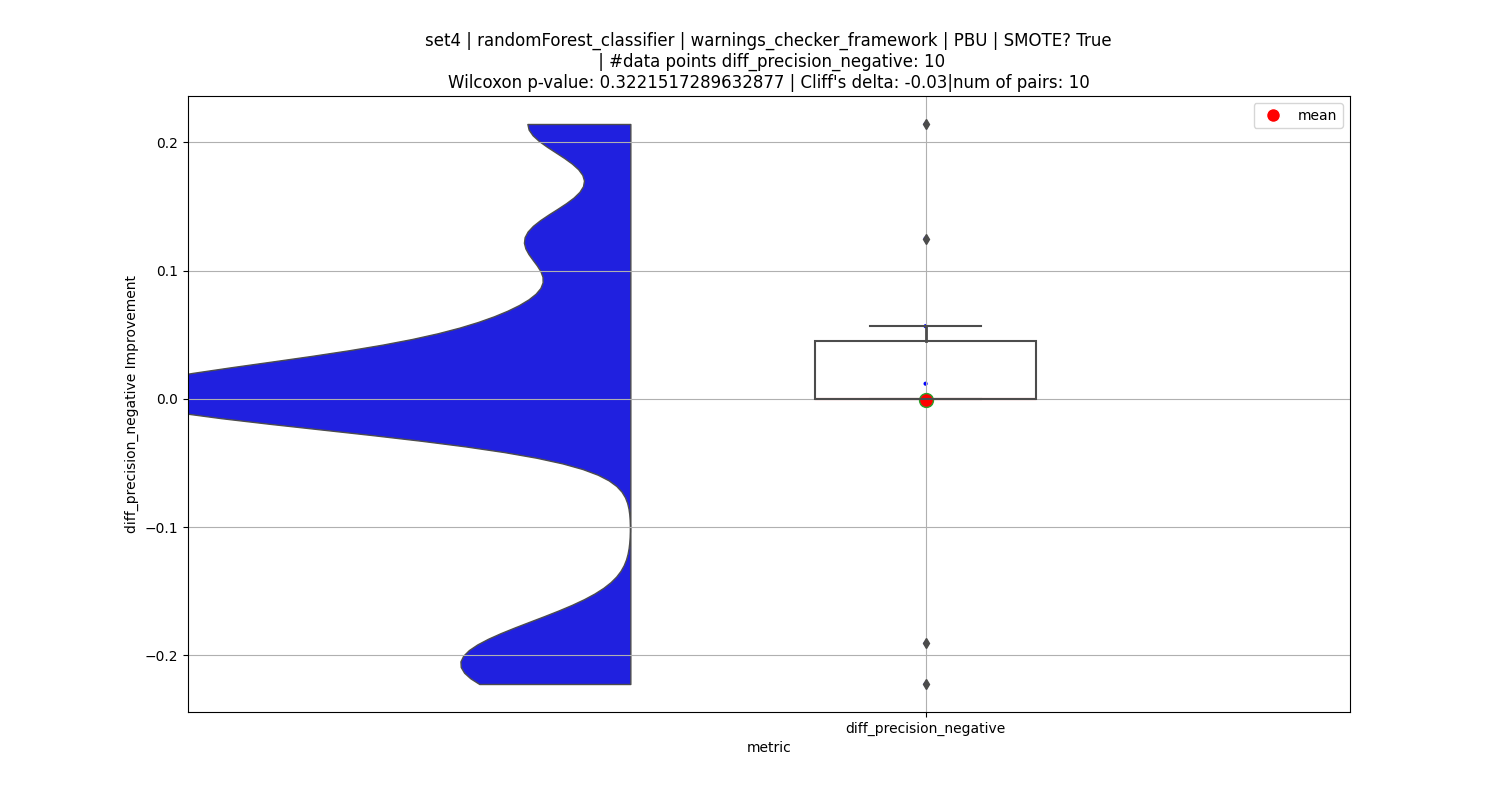 set4 | randomForest_classifier | warnings_checker_framework | PBU | SMOTE? True
| #data points diff_precision_negative: 10
Wilcoxon p-value: 0.3221517289632877 | Cliff's delta: -0.03|num of pairs: 10
mean
0.2
0.1
0.0
−0.1
−0.2
diff_precision_negative Improvement
diff_precision_negative
metric